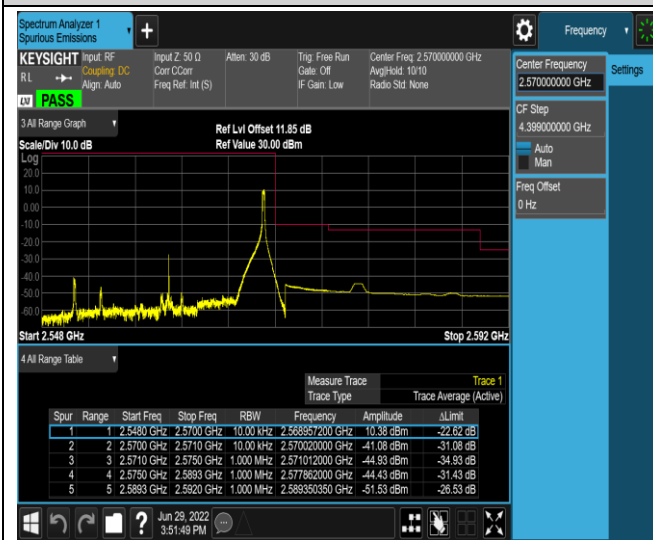 Spectrum Analyzer 1
Spurious Emissions
Frequency
KEYSIGHT
R L
LXI
PASS
Input: RF
Coupling: DC
Align: Auto
Input Z: 50 Ω
Corr CCorr
Freq Ref: Int (S)
Atten: 30 dB
Trig: Free Run
Gate: Off
IF Gain: Low
Center Freq: 2.570000000 GHz
Avg|Hold: 10/10
Radio Std: None
Center Frequency
2.570000000 GHz
Settings
CF Step
4.399000000 GHz
Auto
Man
Freq Offset
0 Hz
3 All Range Graph
Scale/Div 10.0 dB
Ref Lvl Offset 11.85 dB
Ref Value 30.00 dBm
Log
20.0
10.0
0.00
-10.0
-20.0
-30.0
-40.0
-50.0
-60.0
Start 2.548 GHz
Stop 2.592 GHz
4 All Range Table
Measure Trace Trace 1
Trace Type Trace Average (Active)
Spur Range Start Freq Stop Freq RBW Frequency Amplitude ΔLimit
1 1 2.5480 GHz 2.5700 GHz 10.00 kHz 2.568957200 GHz 10.38 dBm -22.62 dB
2 2 2.5700 GHz 2.5710 GHz 10.00 kHz 2.570020000 GHz -41.08 dBm -31.08 dB
3 3 2.5710 GHz 2.5750 GHz 1.000 MHz 2.571012000 GHz -44.93 dBm -34.93 dB
4 4 2.5750 GHz 2.5893 GHz 1.000 MHz 2.577862000 GHz -44.43 dBm -31.43 dB
5 5 2.5893 GHz 2.5920 GHz 1.000 MHz 2.589350350 GHz -51.53 dBm -26.53 dB
Jun 29, 2022
3:51:49 PM